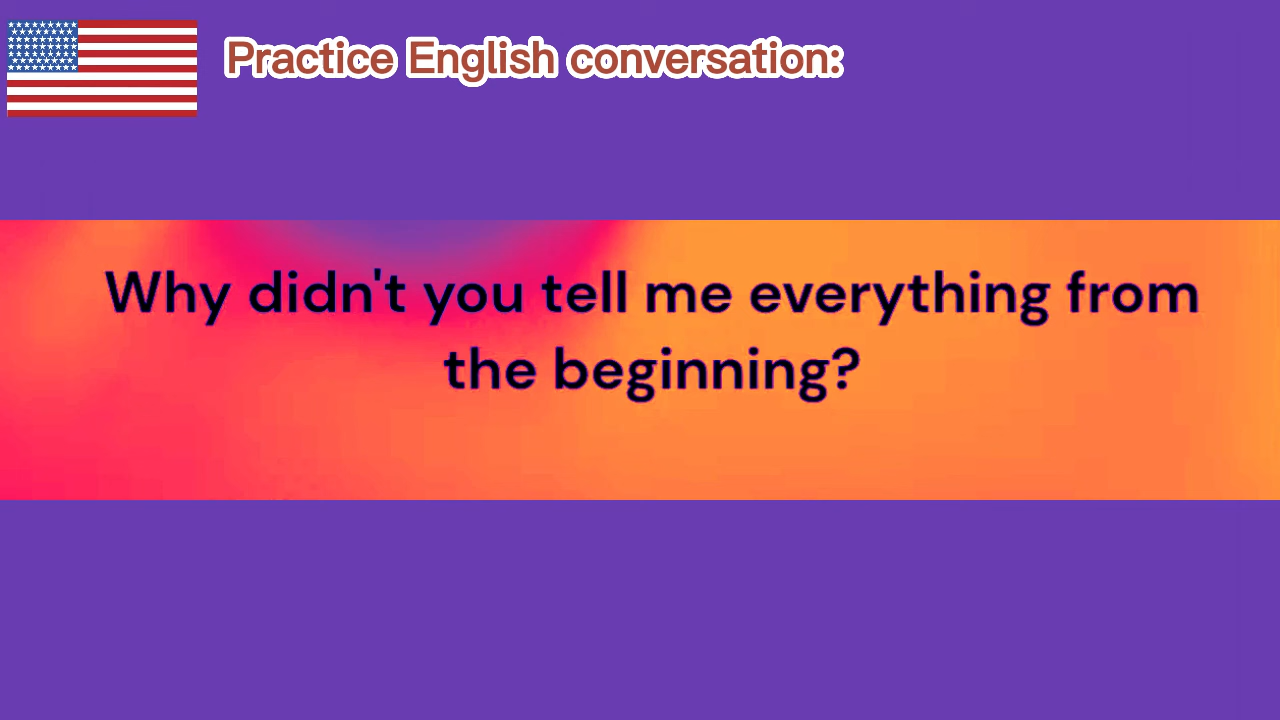 Practice English conversation:
Why didn't you tell me everything from
the beginning?